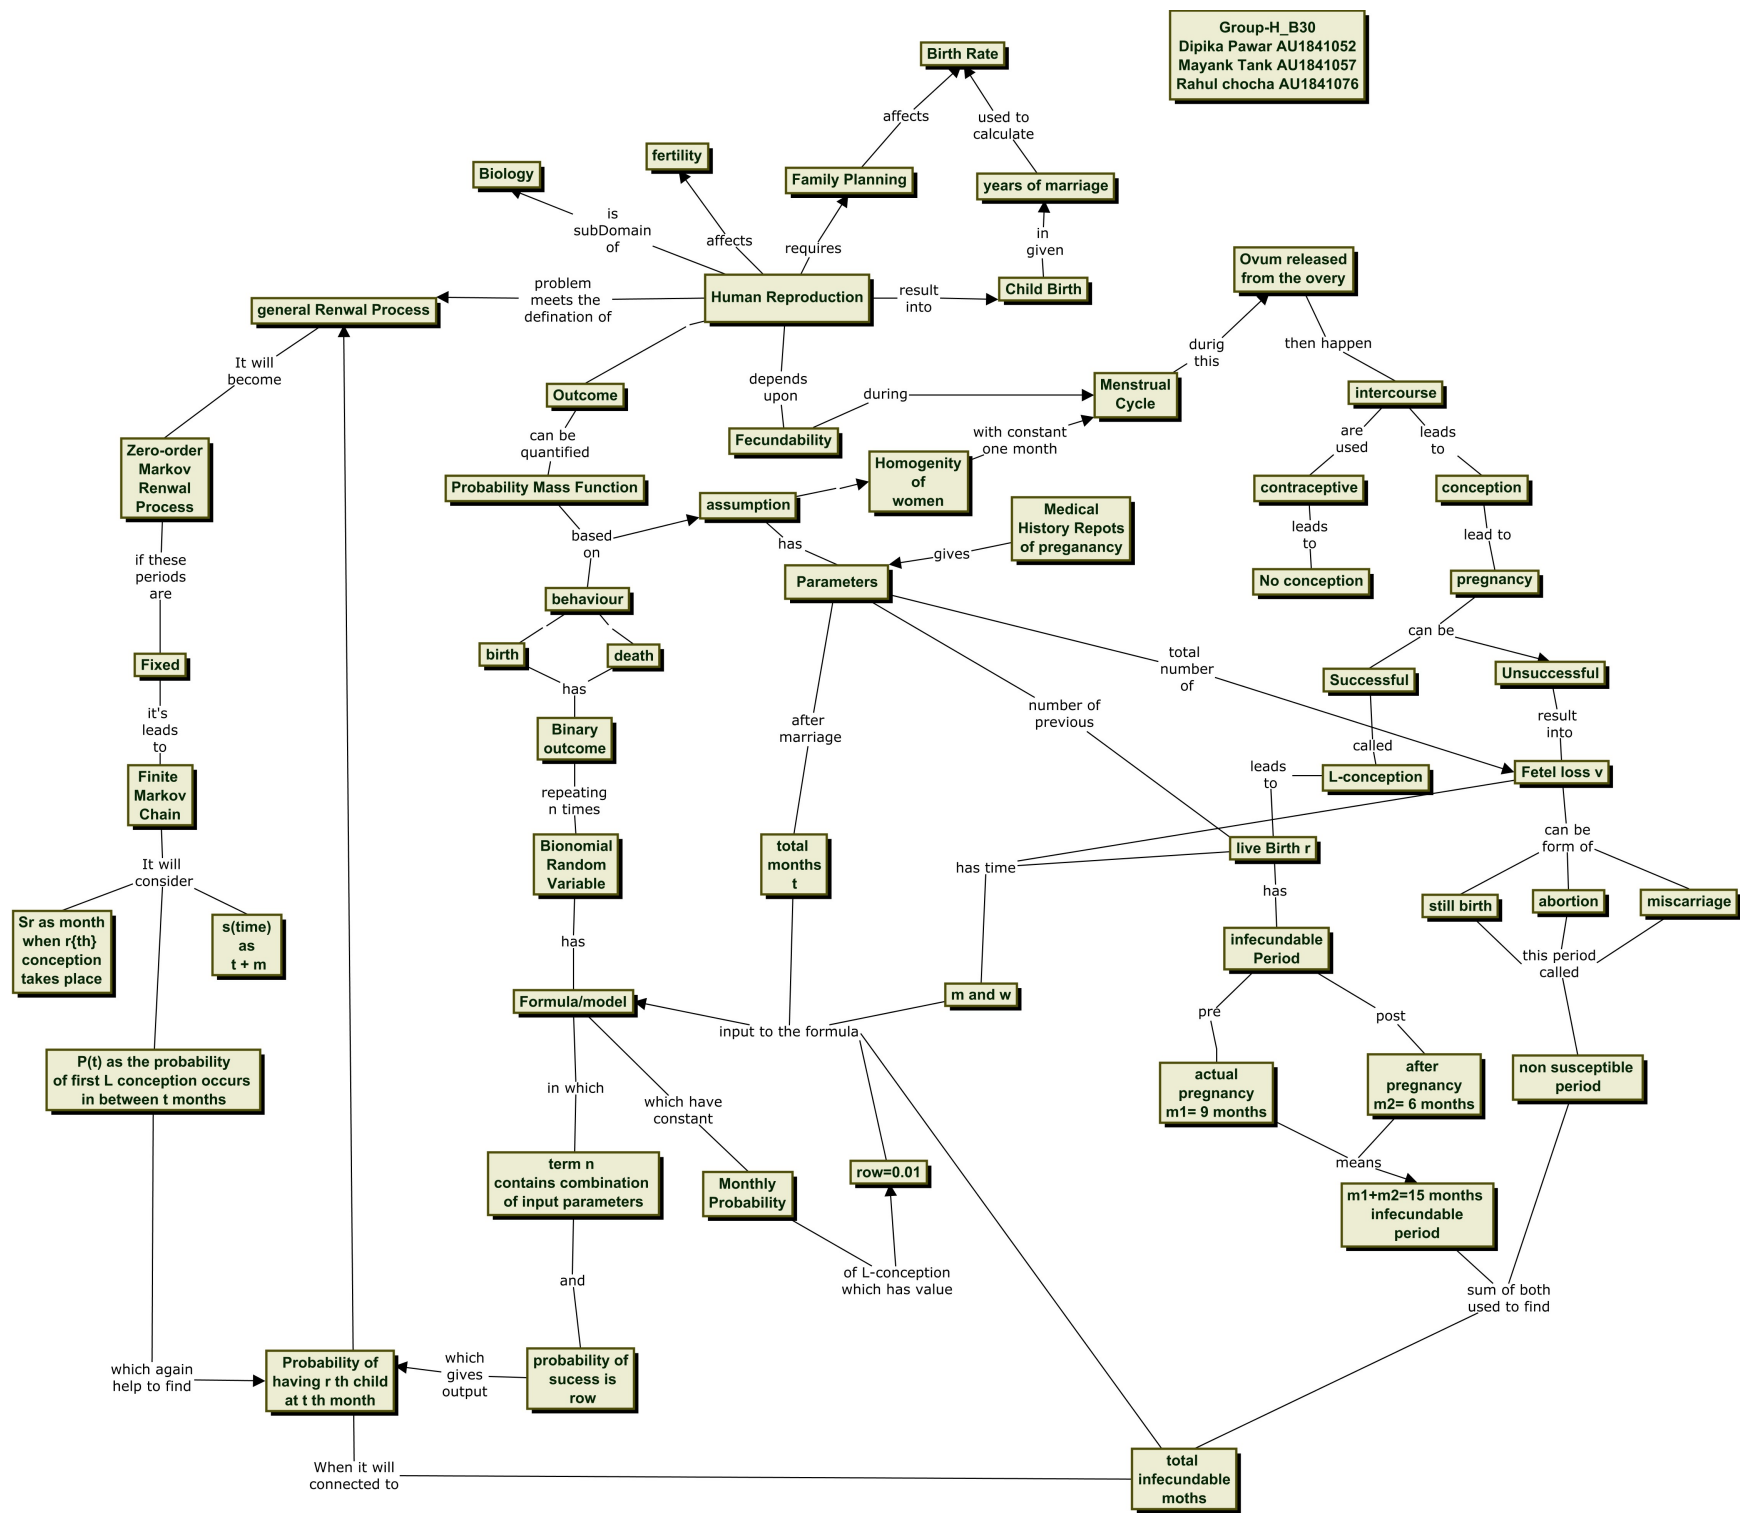 Group-H_B30
Dipika Pawar AU1841052
Mayank Tank AU1841057
Rahul chocha AU1841076
Birth Rate
affects
used to
calculate
fertility
Biology
Family Planning
years of marriage
is
subDomain
of
affects
requires
in
given
Ovum released
from the overy
problem
meets the
defination of
Human Reproduction
result
into
Child Birth
general Renwal Process
It will
become
durig
this
then happen
Outcome
depends
upon
during
Menstrual
Cycle
intercourse
can be
quantified
Fecundability
with constant
one month
are
used
leads
to
Zero-order
Markov
Renwal
Process
Probability Mass Function
assumption
Homogenity
of
women
contraceptive
conception
Medical
History Repots
of preganancy
based
on
has
gives
leads
to
lead to
if these
periods
are
Parameters
No conception
pregnancy
behaviour
birth
death
can be
Fixed
total
number
of
Successful
Unsuccessful
has
it's
leads
to
after
marriage
number of
previous
result
into
Binary
outcome
called
Finite
Markov
Chain
leads
to
L-conception
Fetel loss v
repeating
n times
Bionomial
Random
Variable
total
months
t
live Birth r
can be
form of
It will
consider
has time
has
Sr as month
when r{th}
conception
takes place
s(time)
as
t + m
still birth
abortion
miscarriage
has
infecundable
Period
this period
called
Formula/model
m and w
input to the formula
pre
post
P(t) as the probability
of first L conception occurs
in between t months
in which
which have
constant
actual
pregnancy
m1= 9 months
after
pregnancy
m2= 6 months
non susceptible
period
term n
contains combination
of input parameters
Monthly
Probability
row=0.01
means
m1+m2=15 months
infecundable
period
and
of L-conception
which has value
sum of both
used to find
which again
help to find
Probability of
having r th child
at t th month
which
gives
output
probability of
sucess is
row
When it will
connected to
total
infecundable
moths